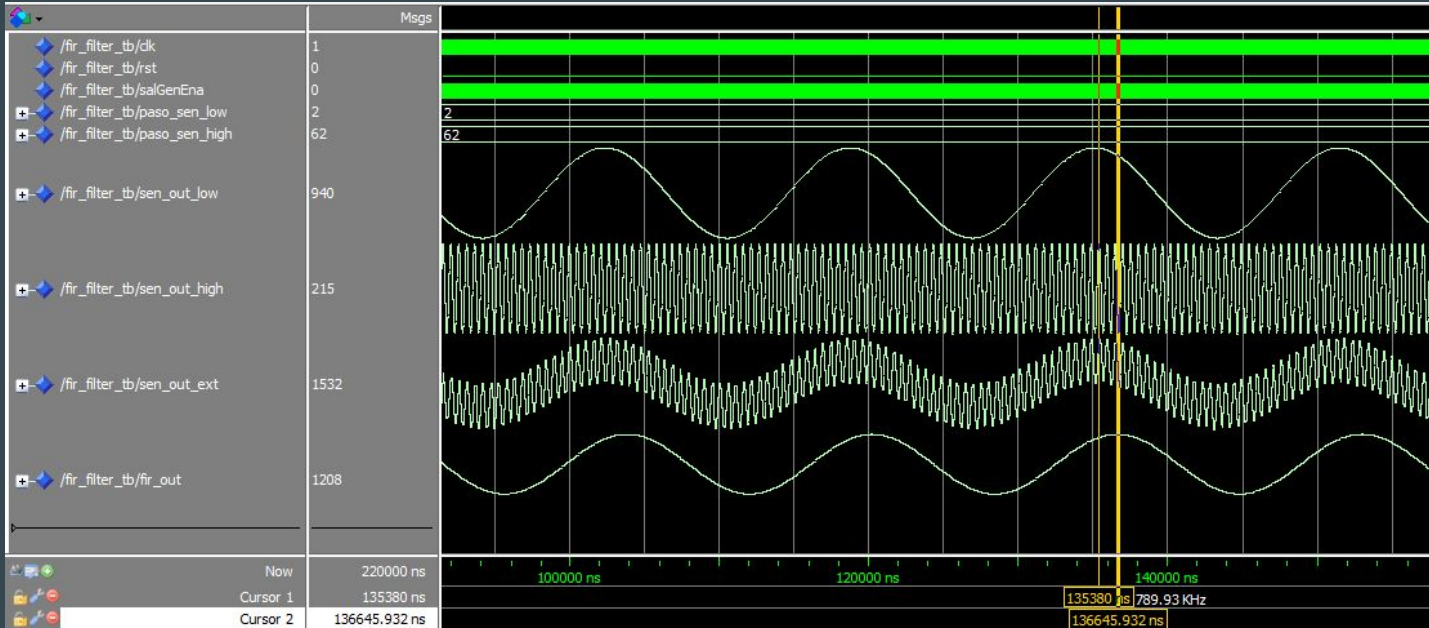 Msgs
/fir_filter_tb/clk 1
/fir_filter_tb/rst 0
/fir_filter_tb/salGenEna 0
/fir_filter_tb/paso_sen_low 2 2
/fir_filter_tb/paso_sen_high 62 62
/fir_filter_tb/sen_out_low 940
/fir_filter_tb/sen_out_high 215
/fir_filter_tb/sen_out_ext 1532
/fir_filter_tb/fir_out 1208
Now 220000 ns 100000 ns 120000 ns 140000 ns
Cursor 1 135380 ns 135380 ns 789.93 KHz
Cursor 2 136645.932 ns 136645.932 ns